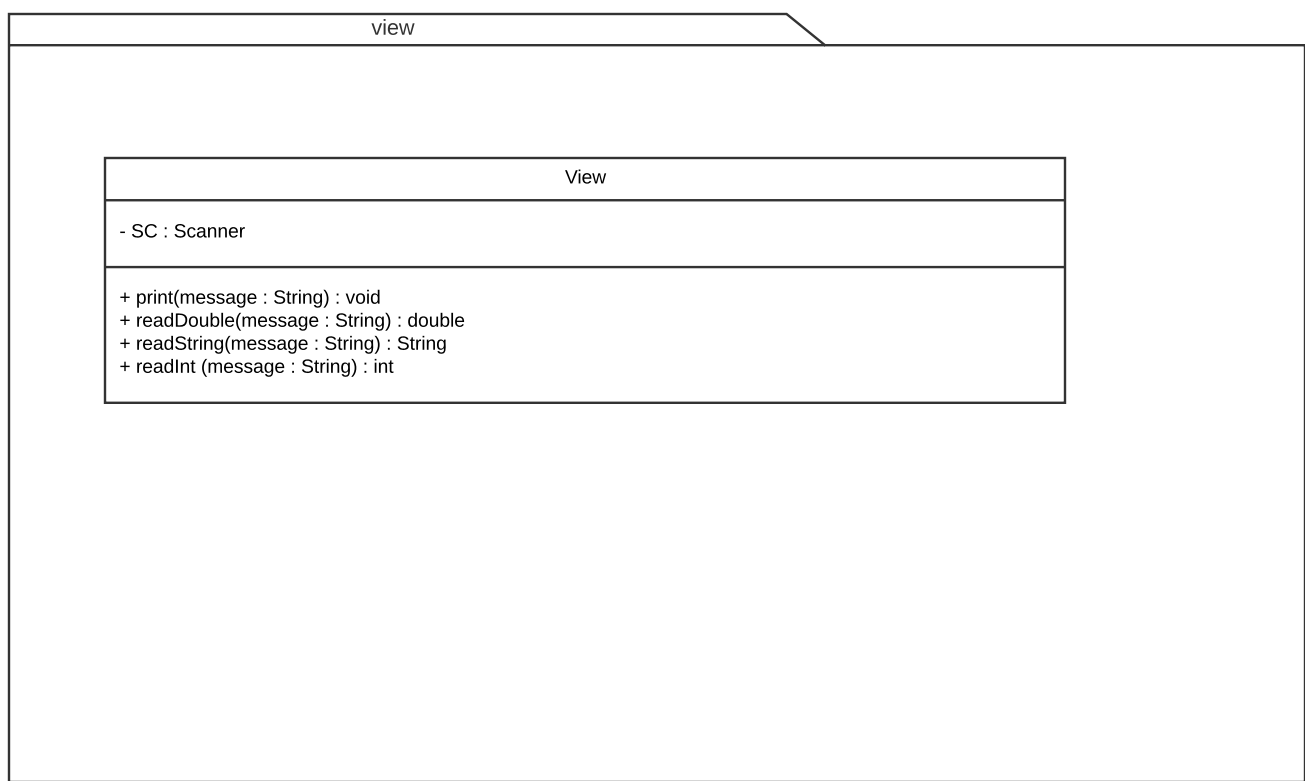 view
View
- SC : Scanner
+ print(message : String) : void
+ readDouble(message : String) : double
+ readString(message : String) : String
+ readInt (message : String) : int